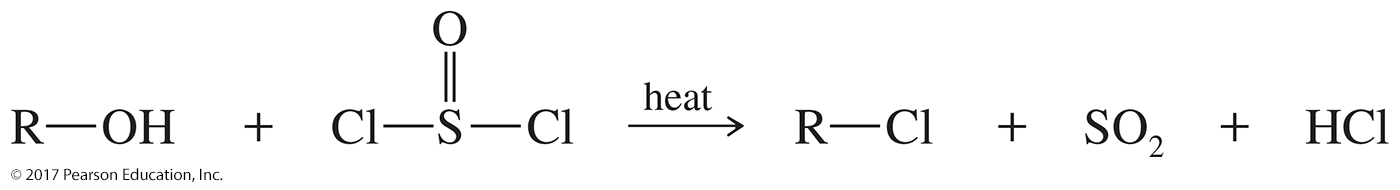 O
heat
R—OH + Cl—S—Cl → R—Cl + SO₂ + HCl
© 2017 Pearson Education, Inc.